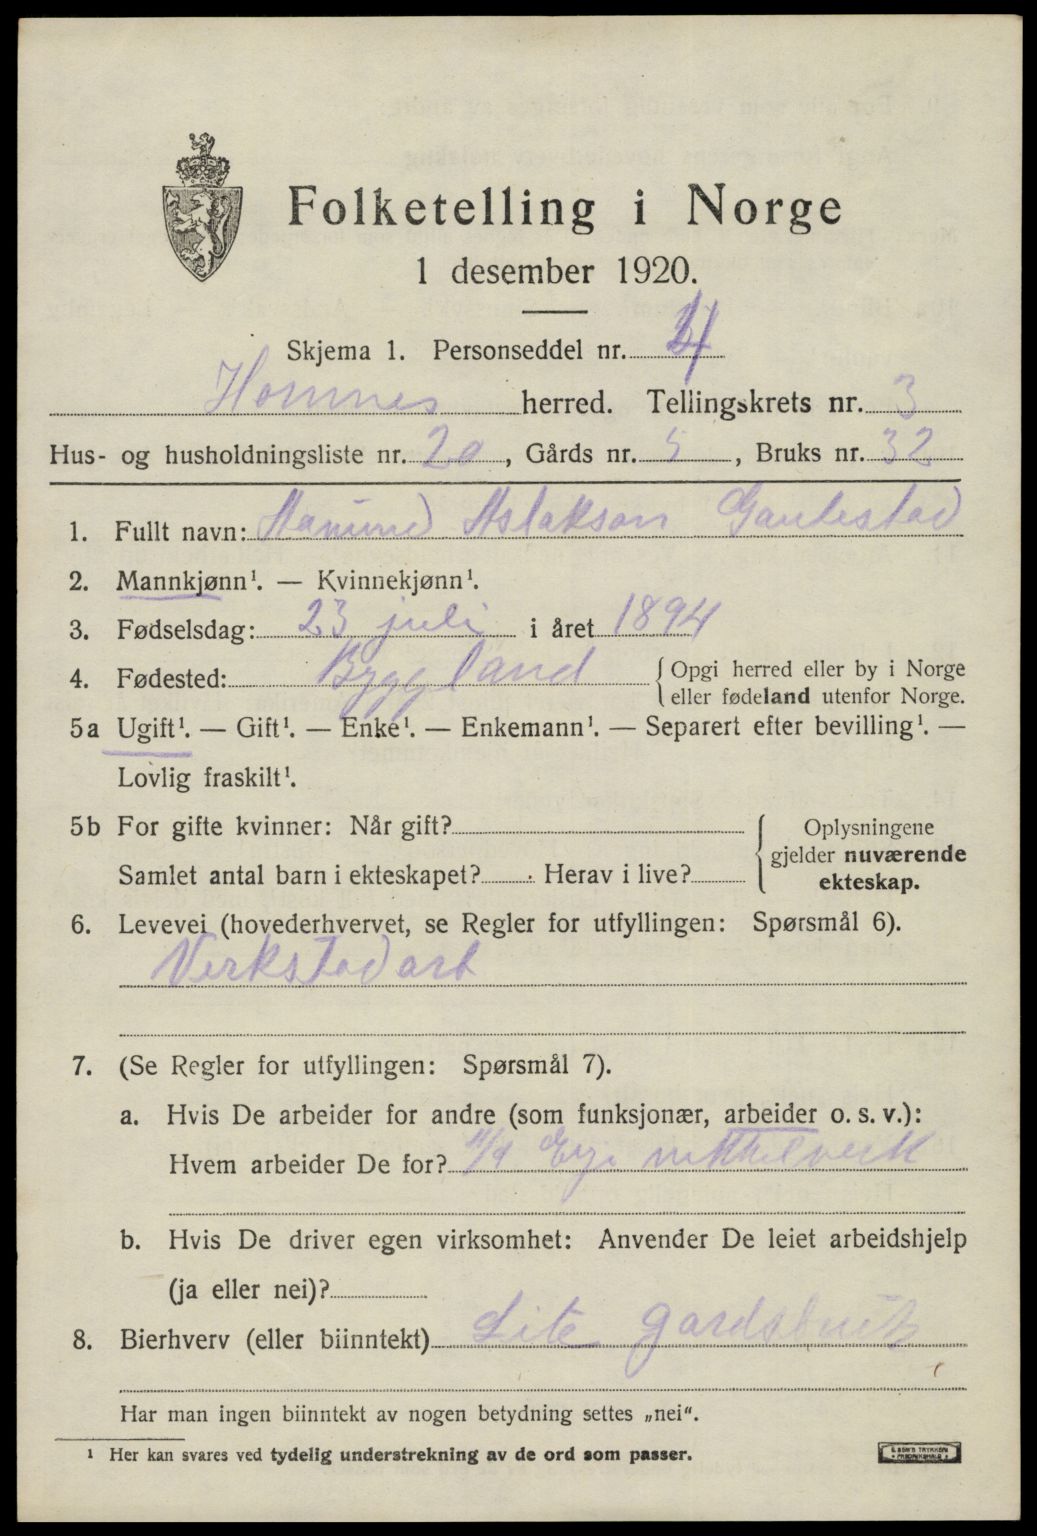 Folketelling i Norge
1 desember 1920.
Skjema 1. Personseddel nr. 4
Hornnes herred. Tellingskrets nr. 3
Hus- og husholdningsliste nr. 20, Gårds nr. 5, Bruks nr. 32
1. Fullt navn: Aslakson Gaulestad
2. Mannkjønn¹. — Kvinnekjønn¹.
3. Fødselsdag: 23 juli i året 1894
4. Fødested: Byggland { Opgi herred eller by i Norge
eller fødeland utenfor Norge.
5a Ugift¹. — Gift¹. — Enke¹. — Enkemann¹. — Separert efter bevilling¹. —
Lovlig fraskilt¹.
5b For gifte kvinner: Når gift?
Samlet antal barn i ekteskapet? Herav i live?
{ Oplysningene
gjelder nuværende
ekteskap.
6. Levevei (hovederhvervet, se Regler for utfyllingen: Spørsmål 6).
Verkstadarb
7. (Se Regler for utfyllingen: Spørsmål 7).
a. Hvis De arbeider for andre (som funksjonær, arbeider o. s. v.):
Hvem arbeider De for? Evje nikkelverk
b. Hvis De driver egen virksomhet: Anvender De leiet arbeidshjelp
(ja eller nei)?
8. Bierhverv (eller biinntekt) Lite gardsbruk
Har man ingen biinntekt av nogen betydning settes „nei“.
¹ Her kan svares ved tydelig understrekning av de ord som passer.